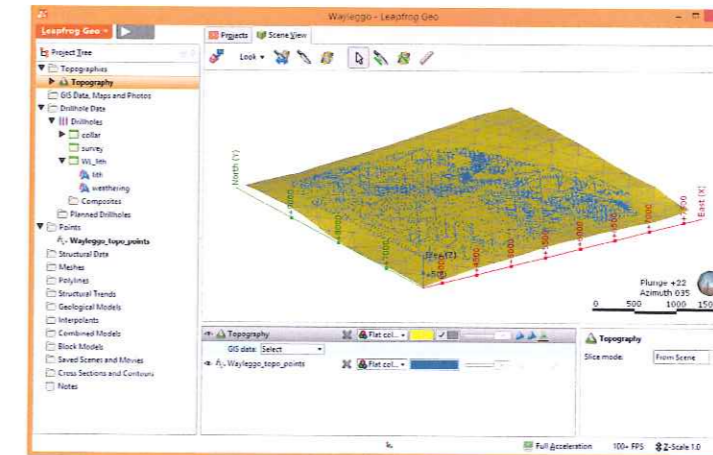 Wayleggo - Leapfrog Geo
Leapfrog Geo
Projects
Scene View
Project Tree
Look
Topographies
Topography
GIS Data, Maps and Photos
Drillhole Data
Drillholes
collar
survey
WL_lith
lith
weathering
Composites
Planned Drillholes
Points
Wayleggo_topo_points
Structural Data
Meshes
Polylines
Structural Trends
Geological Models
Interpolants
Combined Models
Block Models
Saved Scenes and Movies
Cross Sections and Contours
Notes
North (Y)
East (X)
+7000
Plunge +22
Azimuth 035
0 500 1000 150
Topography
Flat col...
GIS data: Select
Wayleggo_topo_points
Flat col...
Topography
Slice mode: From Scene
Full Acceleration 100+ FPS Z-Scale 1.0